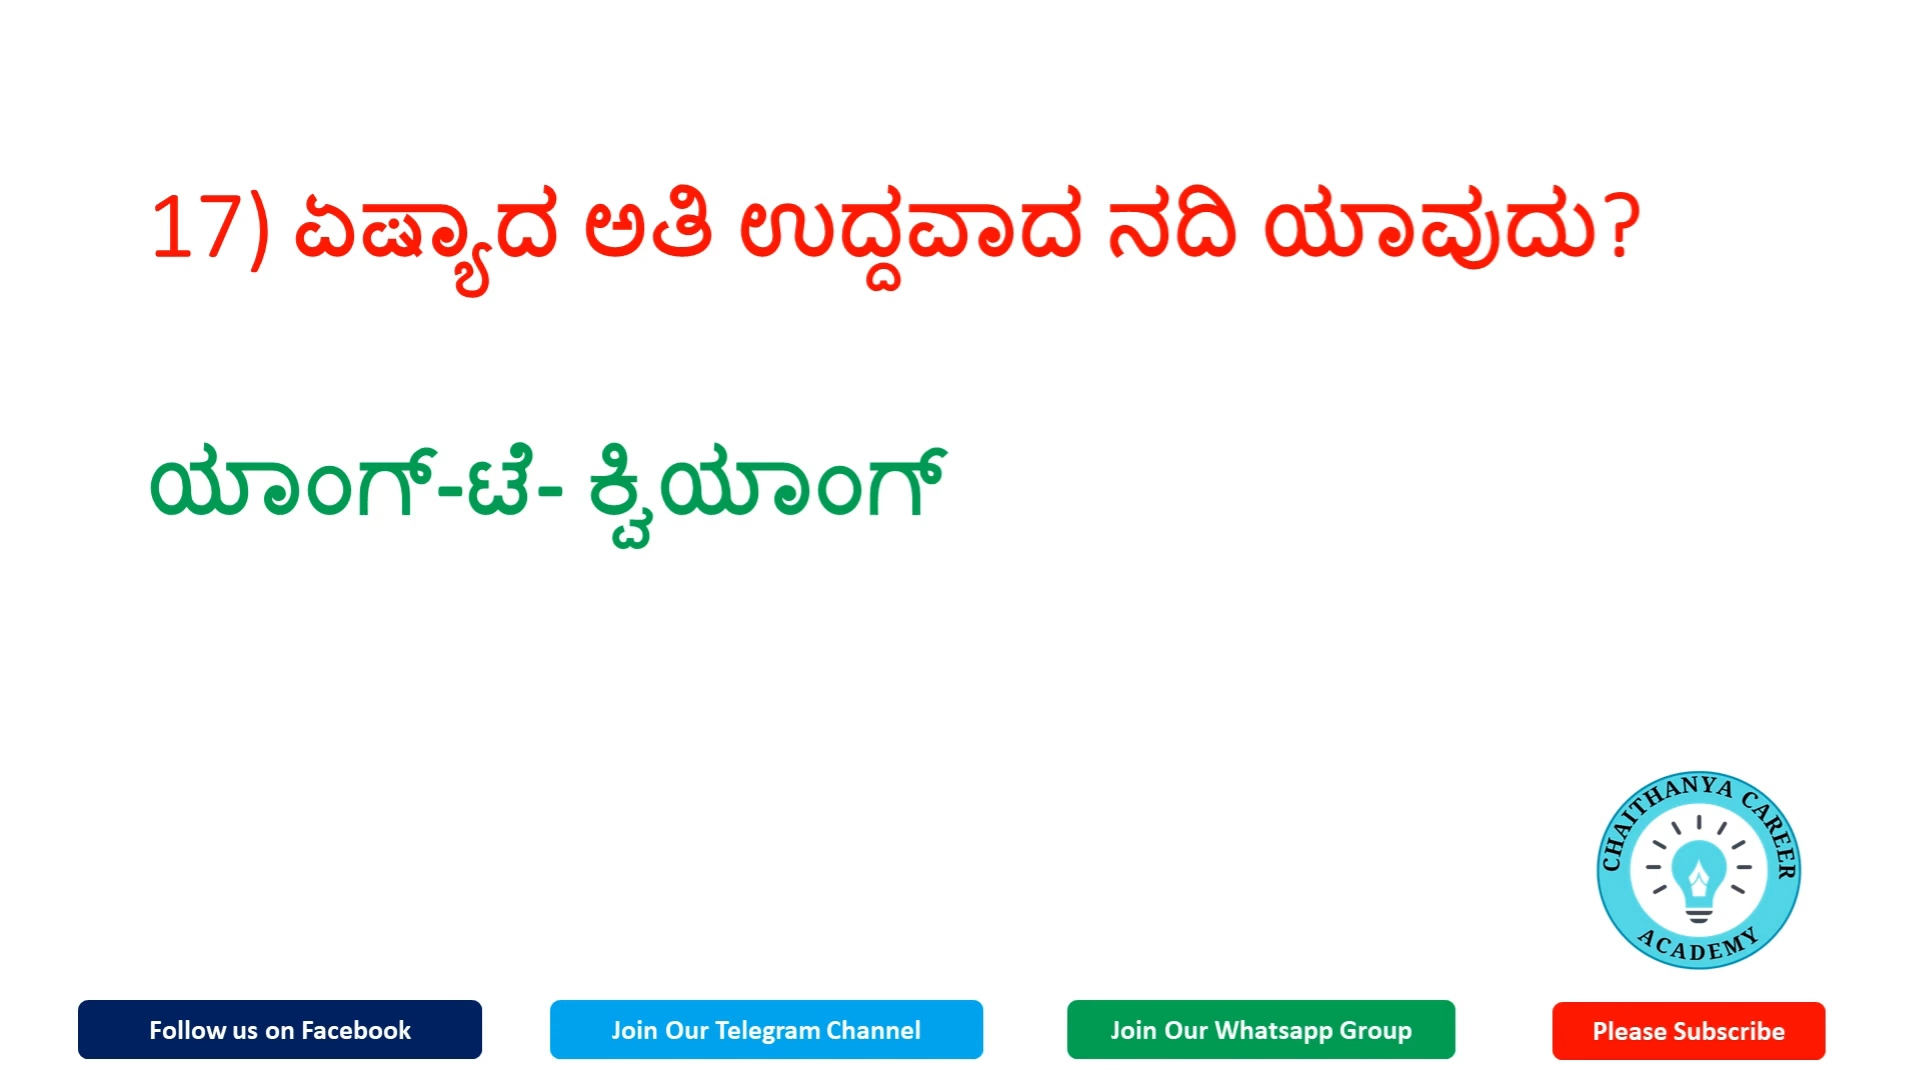 17) ಏಷ್ಯಾದ ಅತಿ ಉದ್ದವಾದ ನದಿ ಯಾವುದು?
ಯಾಂಗ್-ಟೆ- ಕ್ವಿಯಾಂಗ್
CHAITHANYA CAREER
ACADEMY
Follow us on Facebook
Join Our Telegram Channel
Join Our Whatsapp Group
Please Subscribe